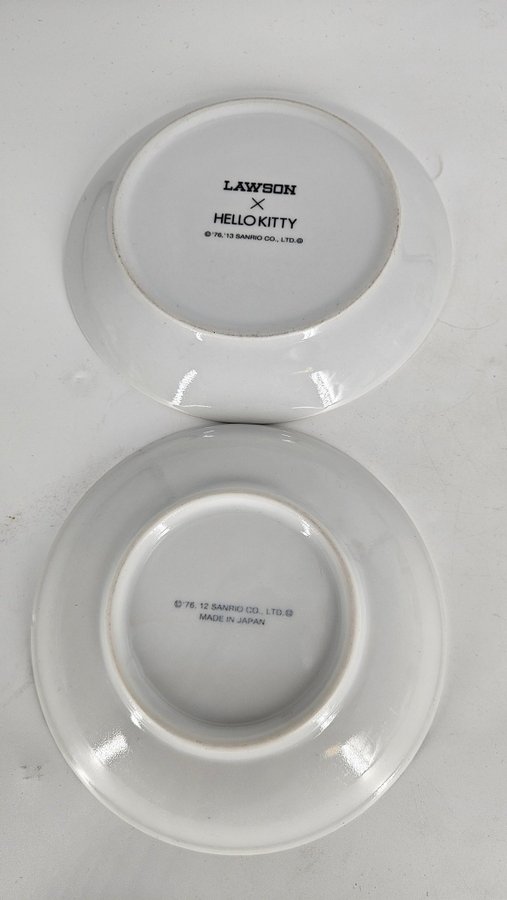 LAWSON
×
HELLO KITTY
©'76,'13 SANRIO CO., LTD.Ⓛ
©'76, 12 SANRIO CO., LTD.Ⓛ
MADE IN JAPAN